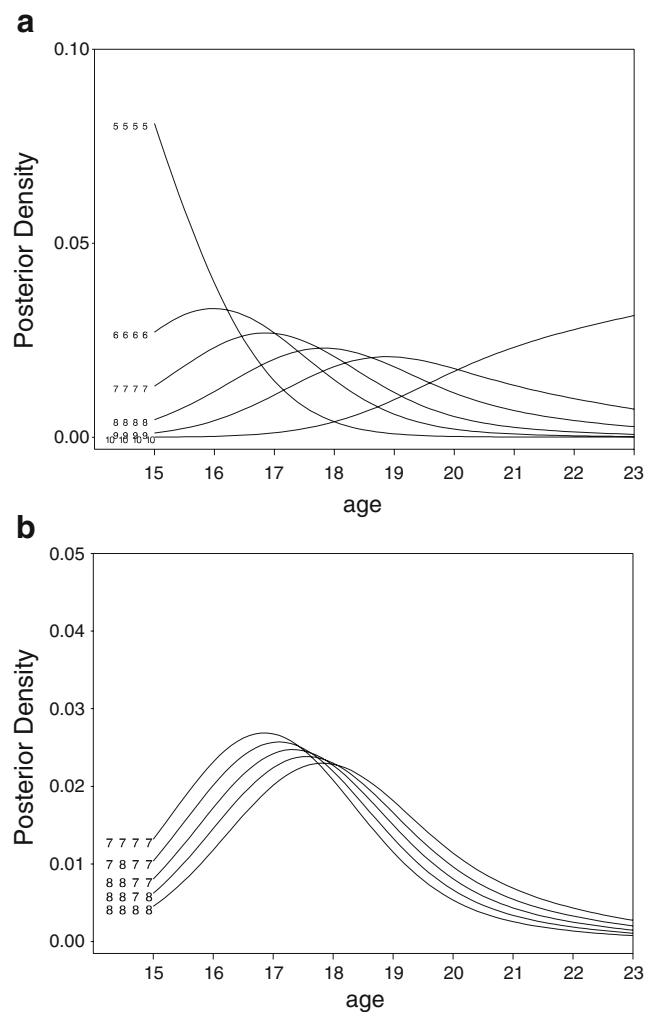 a
0.10
0.05
0.00
Posterior Density
5 5 5 5
6 6 6 6
7 7 7 7
8 8 8 8
9 9 9 9
10 10 10 10
15 16 17 18 19 20 21 22 23
age
b
0.05
0.04
0.03
0.02
0.01
0.00
Posterior Density
7 7 7 7
7 8 7 7
8 8 7 7
8 8 7 8
8 8 8 8
15 16 17 18 19 20 21 22 23
age